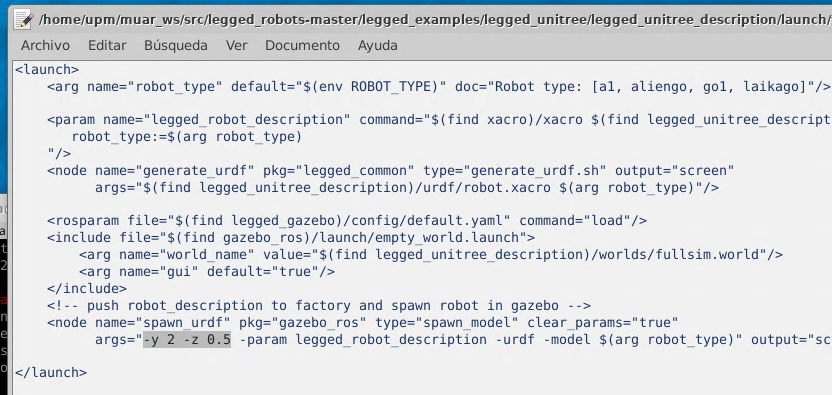 /home/upm/muar_ws/src/legged_robots-master/legged_examples/legged_unitree/legged_unitree_description/launch/
Archivo Editar Búsqueda Ver Documento Ayuda
<launch>
<arg name="robot_type" default="$(env ROBOT_TYPE)" doc="Robot type: [a1, aliengo, go1, laikago]"/>
<param name="legged_robot_description" command="$(find xacro)/xacro $(find legged_unitree_descript
robot_type:=$(arg robot_type)
"/>
<node name="generate_urdf" pkg="legged_common" type="generate_urdf.sh" output="screen"
args="$(find legged_unitree_description)/urdf/robot.xacro $(arg robot_type)"/>
<rosparam file="$(find legged_gazebo)/config/default.yaml" command="load"/>
<include file="$(find gazebo_ros)/launch/empty_world.launch">
<arg name="world_name" value="$(find legged_unitree_description)/worlds/fullsim.world"/>
<arg name="gui" default="true"/>
</include>
<!-- push robot_description to factory and spawn robot in gazebo -->
<node name="spawn_urdf" pkg="gazebo_ros" type="spawn_model" clear_params="true"
args="-y 2 -z 0.5 -param legged_robot_description -urdf -model $(arg robot_type)" output="sc
</launch>